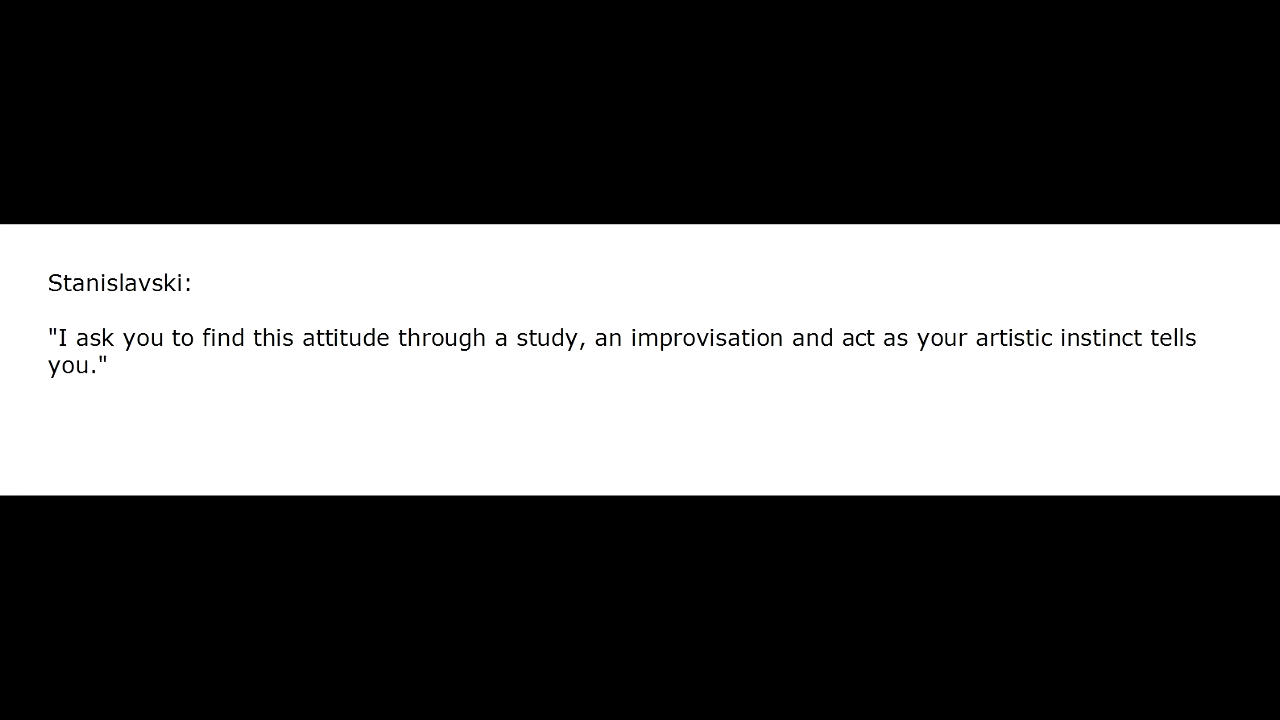 Stanislavski:
"I ask you to find this attitude through a study, an improvisation and act as your artistic instinct tells
you."